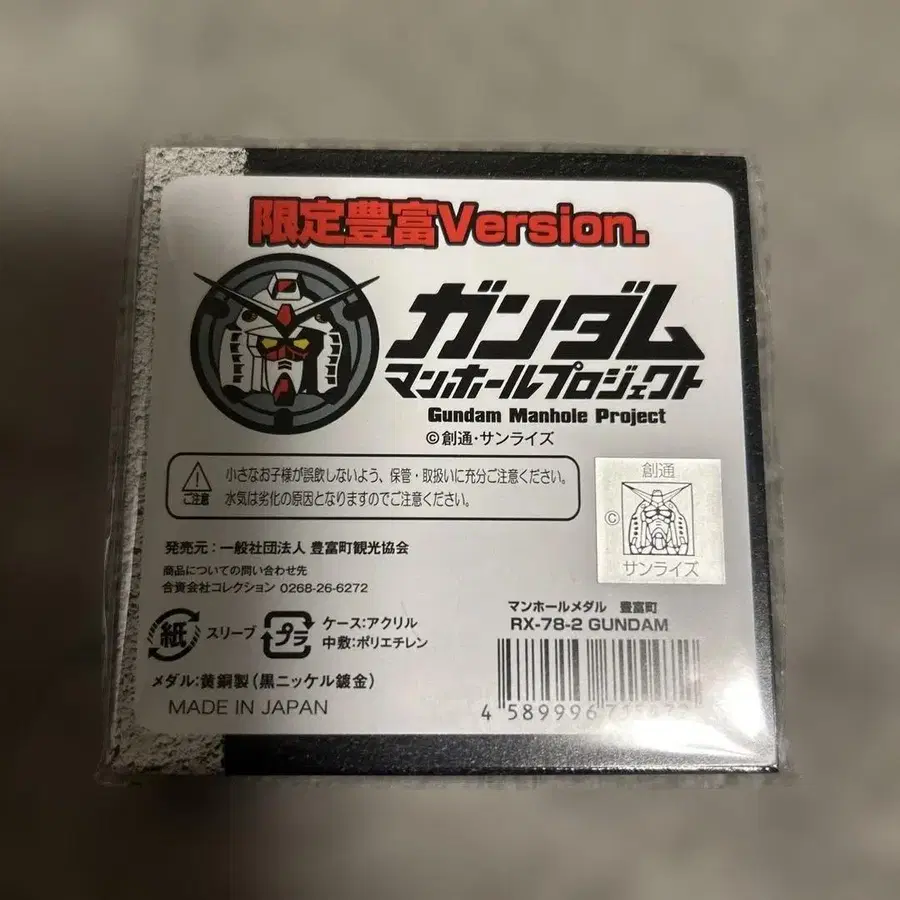 限定豊富Version.
ガンダム
マンホールプロジェクト
Gundam Manhole Project
©創通・サンライズ
ご注意
小さなお子様が誤飲しないよう、保管・取扱いに充分ご注意ください。
水気は劣化の原因となりますのでご注意ください。
創通
©
サンライズ
発売元:一般社団法人 豊富町観光協会
商品についての問い合わせ先
合資会社コレクション 0268-26-6272
紙 スリーブ
プラ ケース:アクリル
中敷:ポリエチレン
メダル:黄銅製(黒ニッケル鍍金)
MADE IN JAPAN
マンホールメダル 豊富町
RX-78-2 GUNDAM
4 589996